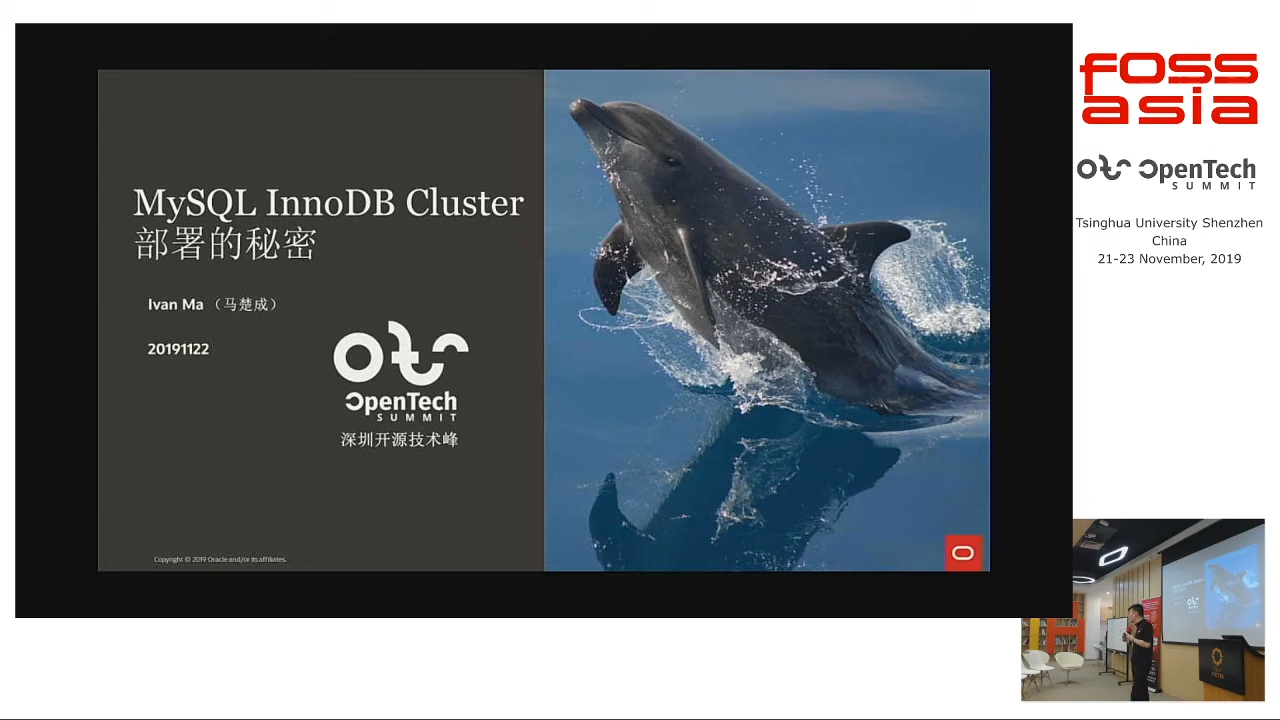 MySQL InnoDB Cluster
部署的秘密
Ivan Ma （马楚成）
20191122
otr
OpenTech
SUMMIT
深圳开源技术峰
Copyright © 2019 Oracle and/or its affiliates.
FOSS
asia
otr OpenTech
SUMMIT
Tsinghua University Shenzhen
China
21-23 November, 2019